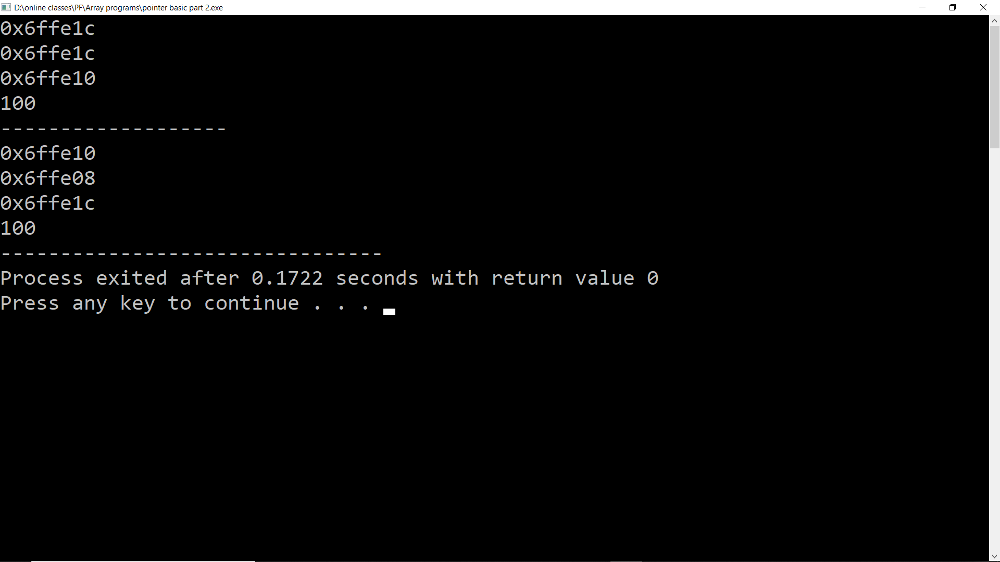 D:\online classes\PF\Array programs\pointer basic part 2.exe
0x6ffe1c
0x6ffe1c
0x6ffe10
100
-------------------
0x6ffe10
0x6ffe08
0x6ffe1c
100
--------------------------------
Process exited after 0.1722 seconds with return value 0
Press any key to continue . . .